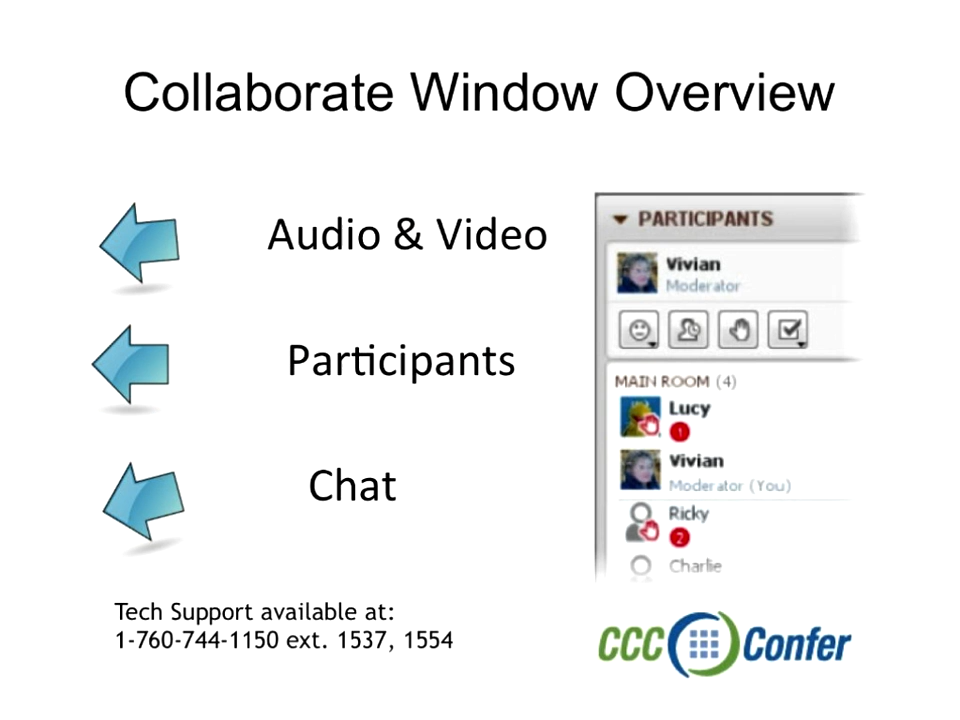 Collaborate Window Overview
Audio & Video
Participants
Chat
PARTICIPANTS
Vivian
Moderator
MAIN ROOM (4)
Lucy
1
Vivian
Moderator (You)
Ricky
2
Charlie
Tech Support available at:
1-760-744-1150 ext. 1537, 1554
CCC Confer